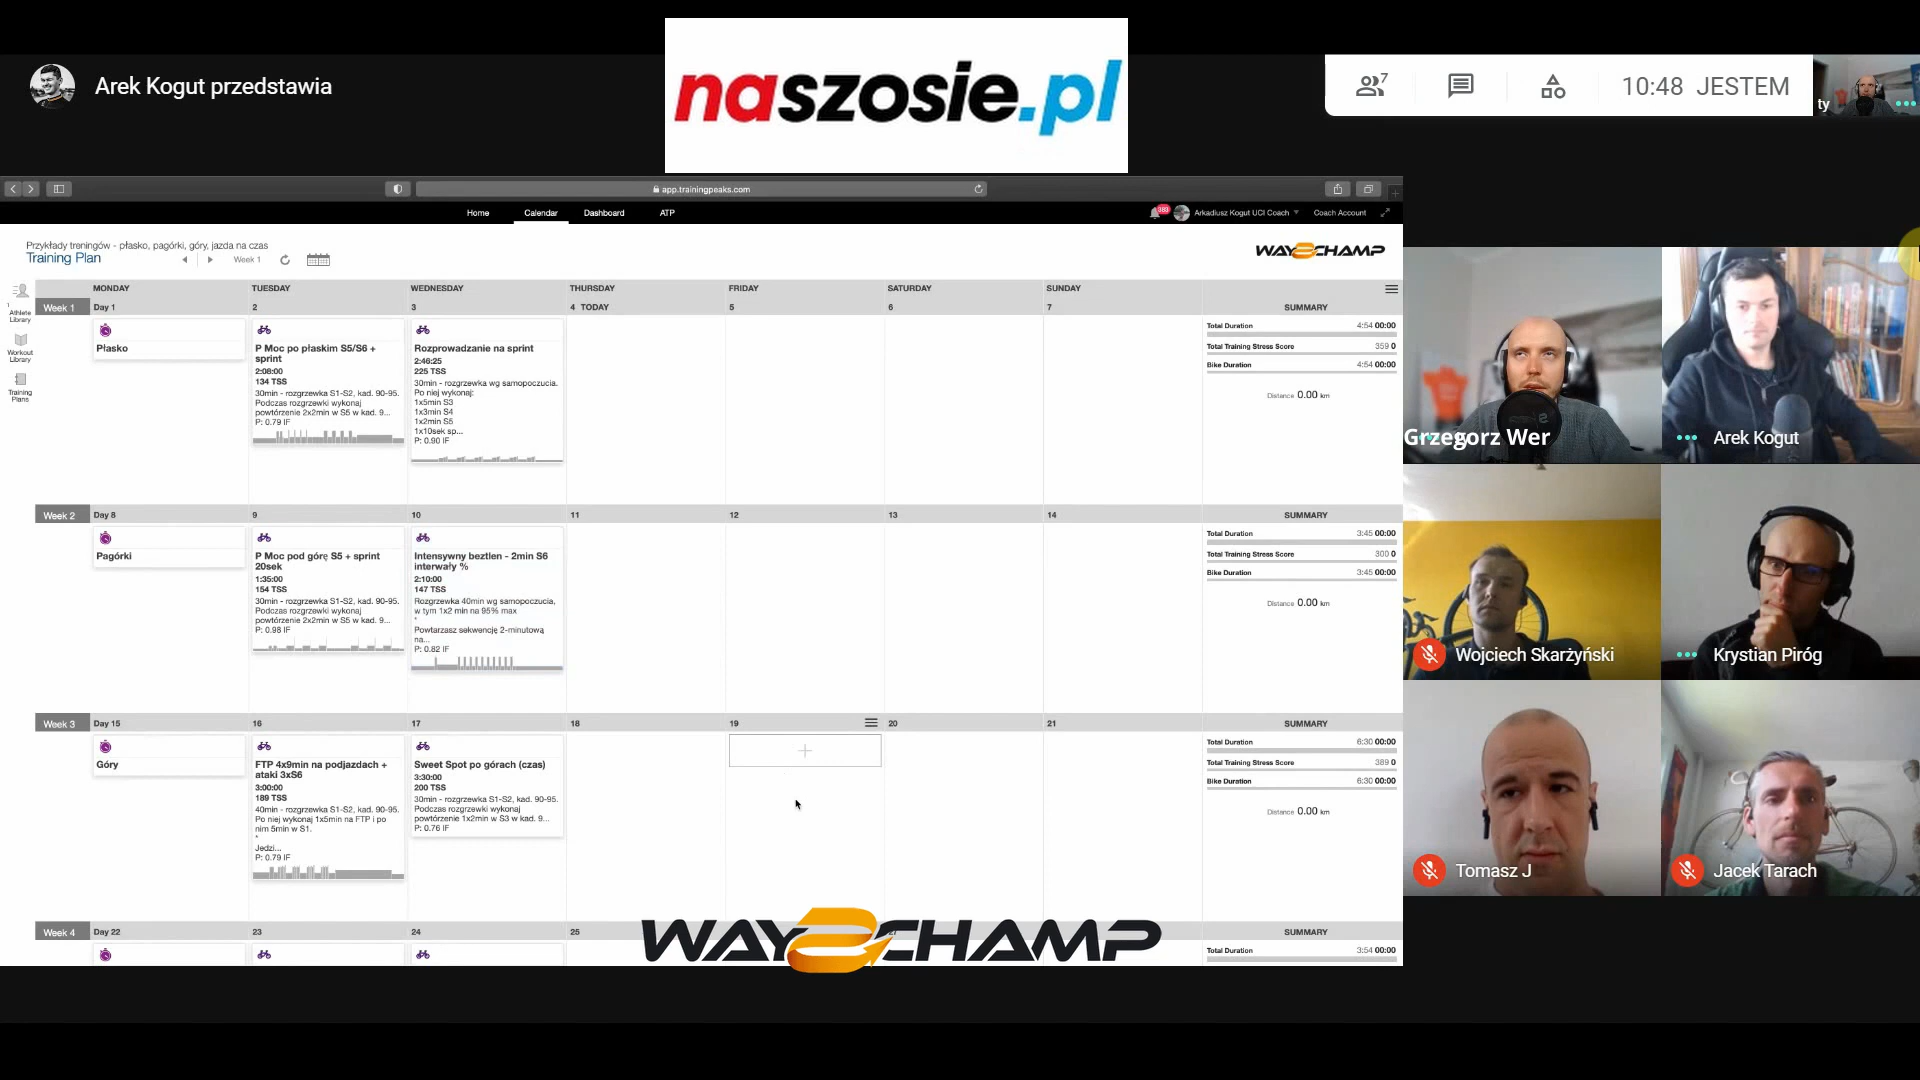 Arek Kogut przedstawia
naszosie.pl
7
10:48 JESTEM
ty
app.trainingpeaks.com
Home
Calendar
Dashboard
ATP
383
Arkadiusz Kogut UCI Coach
Coach Account
Przykłady treningów - płasko, pagórki, góry, jazda na czas
Training Plan
Week 1
WAY2CHAMP
1
Athlete
Library
Workout
Library
Training
Plans
MONDAY
TUESDAY
WEDNESDAY
THURSDAY
FRIDAY
SATURDAY
SUNDAY
Week 1
Day 1
2
3
4 TODAY
5
6
7
SUMMARY
Płasko
P Moc po płaskim S5/S6 +
sprint
2:08:00
134 TSS
30min - rozgrzewka S1-S2, kad. 90-95.
Podczas rozgrzewki wykonaj
powtórzenie 2x2min w S5 w kad. 9...
P: 0.79 IF
Rozprowadzanie na sprint
2:46:25
225 TSS
30min - rozgrzewka wg samopoczucia.
Po niej wykonaj:
1x5min S3
1x3min S4
1x2min S5
1x10sek sp...
P: 0.90 IF
Total Duration 4:54 00:00
Total Training Stress Score 359 0
Bike Duration 4:54 00:00
Distance 0.00 km
Week 2
Day 8
9
10
11
12
13
14
SUMMARY
Pagórki
P Moc pod górę S5 + sprint
20sek
1:35:00
154 TSS
30min - rozgrzewka S1-S2, kad. 90-95.
Podczas rozgrzewki wykonaj
powtórzenie 2x2min w S5 w kad. 9...
P: 0.98 IF
Intensywny beztlen - 2min S6
interwały %
2:10:00
147 TSS
Rozgrzewka 40min wg samopoczucia,
w tym 1x2 min na 95% max
*
Powtarzasz sekwencję 2-minutową
na...
P: 0.82 IF
Total Duration 3:45 00:00
Total Training Stress Score 300 0
Bike Duration 3:45 00:00
Distance 0.00 km
Week 3
Day 15
16
17
18
19
20
21
SUMMARY
Góry
FTP 4x9min na podjazdach +
ataki 3xS6
3:00:00
189 TSS
40min - rozgrzewka S1-S2, kad. 90-95.
Po niej wykonaj 1x5min na FTP i po
nim 5min w S1.
*
Jedzi...
P: 0.79 IF
Sweet Spot po górach (czas)
3:30:00
200 TSS
30min - rozgrzewka S1-S2, kad. 90-95.
Podczas rozgrzewki wykonaj
powtórzenie 1x2min w S3 w kad. 9...
P: 0.76 IF
Total Duration 6:30 00:00
Total Training Stress Score 389 0
Bike Duration 6:30 00:00
Distance 0.00 km
Week 4
Day 22
23
24
25
SUMMARY
Total Duration 3:54 00:00
WAY2CHAMP
Grzegorz Wer
Arek Kogut
Wojciech Skarżyński
Krystian Piróg
Tomasz J
Jacek Tarach